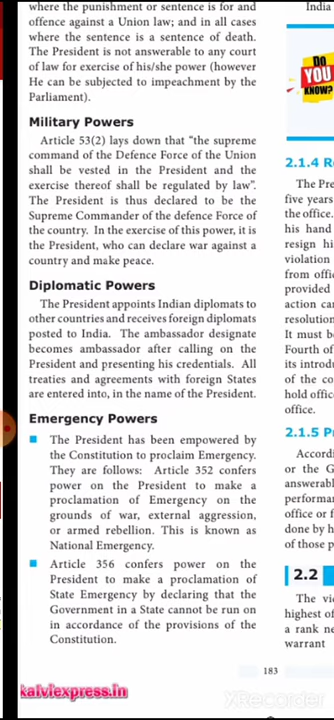 where the punishment or sentence is for and
offence against a Union law; and in all cases
where the sentence is a sentence of death.
The President is not answerable to any court
of law for exercise of his/she power (however
He can be subjected to impeachment by the
Parliament).
Military Powers
Article 53(2) lays down that “the supreme
command of the Defence Force of the Union
shall be vested in the President and the
exercise thereof shall be regulated by law”.
The President is thus declared to be the
Supreme Commander of the defence Force of
the country. In the exercise of this power, it is
the President, who can declare war against a
country and make peace.
Diplomatic Powers
The President appoints Indian diplomats to
other countries and receives foreign diplomats
posted to India. The ambassador designate
becomes ambassador after calling on the
President and presenting his credentials. All
treaties and agreements with foreign States
are entered into, in the name of the President.
Emergency Powers
The President has been empowered by
the Constitution to proclaim Emergency.
They are follows: Article 352 confers
power on the President to make a
proclamation of Emergency on the
grounds of war, external aggression,
or armed rebellion. This is known as
National Emergency.
Article 356 confers power on the
President to make a proclamation of
State Emergency by declaring that the
Government in a State cannot be run on
in accordance of the provisions of the
Constitution.
183
kalviexpress.in
XRecorder
India
DO
YOU
KNOW?
2.1.4
The Pre
five years
the office.
his hand
resign hi
violation
from offic
provided
action ca
resolution
It must b
Fourth of
its introdu
of the co
hold offic
office.
2.1.5
Accordi
or the G
answerabl
performa
office or f
done by h
of those p
2.2
The vi
highest of
a rank ne
warrant